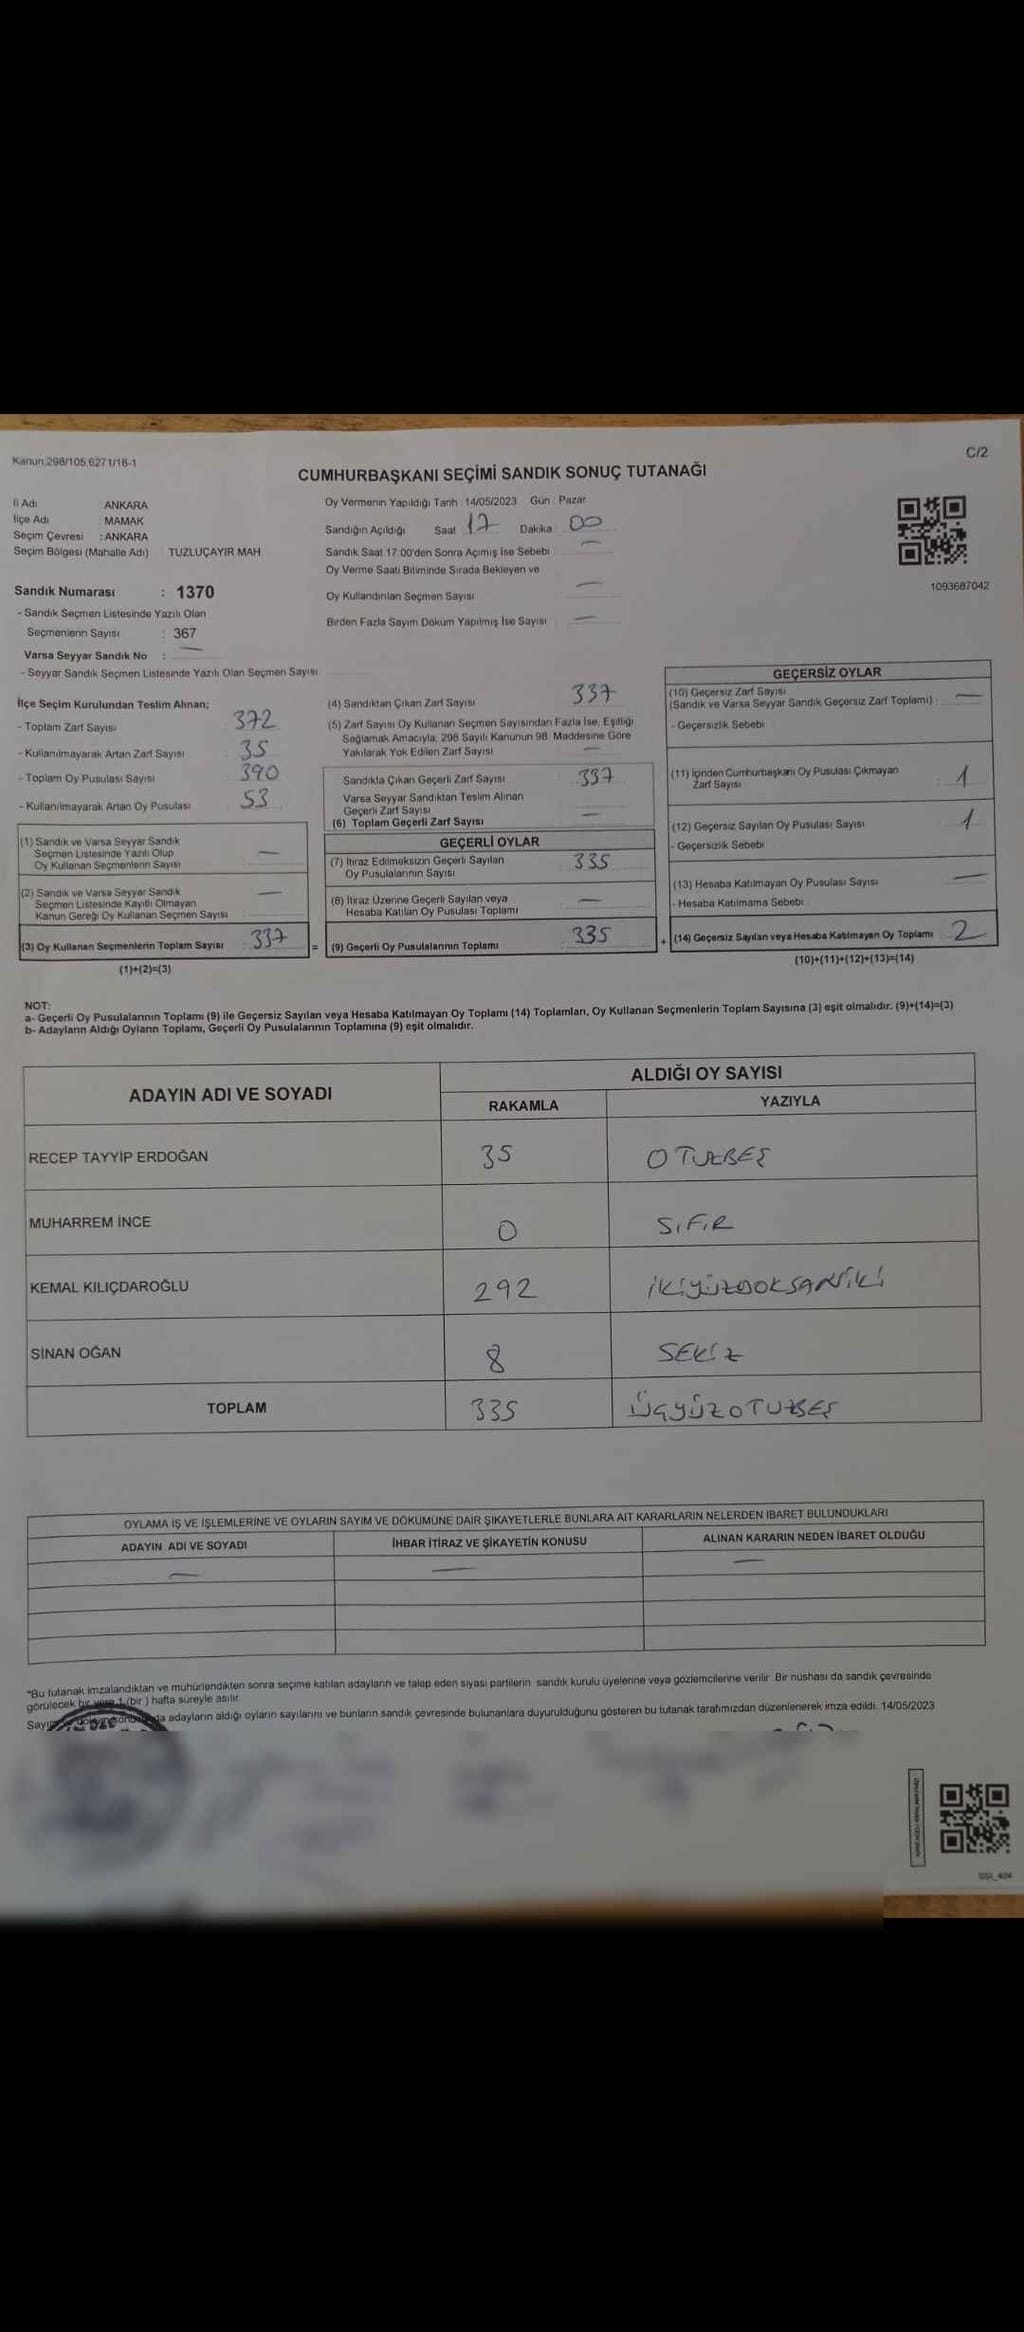 Kanun;298/105,6271/18-1
C/2
CUMHURBAŞKANI SEÇİMİ SANDIK SONUÇ TUTANAĞI
İl Adı : ANKARA
İlçe Adı : MAMAK
Seçim Çevresi : ANKARA
Seçim Bölgesi (Mahalle Adı) TUZLUÇAYIR MAH.
Oy Vermenin Yapıldığı Tarih :14/05/2023 Gün : Pazar
Sandığın Açıldığı Saat : 17 Dakika : 00
Sandık Saat 17:00'den Sonra Açımış İse Sebebi : —
Oy Verme Saati Bitiminde Sırada Bekleyen ve
Oy Kullandırılan Seçmen Sayısı : —
Birden Fazla Sayım Döküm Yapılmış İse Sayısı : —
1093687042
Sandık Numarası : 1370
- Sandık Seçmen Listesinde Yazılı Olan
Seçmenlerin Sayısı : 367
Varsa Seyyar Sandık No : —
- Seyyar Sandık Seçmen Listesinde Yazılı Olan Seçmen Sayısı
İlçe Seçim Kurulundan Teslim Alınan;
- Toplam Zarf Sayısı : 372
- Kullanılmayarak Artan Zarf Sayısı : 35
- Toplam Oy Pusulası Sayısı : 390
- Kullanılmayarak Artan Oy Pusulası : 53
(1) Sandık ve Varsa Seyyar Sandık
Seçmen Listesinde Yazılı Olup
Oy Kullanan Seçmenlerin Sayısı : —
(2) Sandık ve Varsa Seyyar Sandık
Seçmen Listesinde Kayıtlı Olmayan
Kanun Gereği Oy Kullanan Seçmen Sayısı : —
(3) Oy Kullanan Seçmenlerin Toplam Sayısı : 337
(1)+(2)=(3)
(4) Sandıktan Çıkan Zarf Sayısı : 337
(5) Zarf Sayısı Oy Kullanan Seçmen Sayısından Fazla İse, Eşitliği
Sağlamak Amacıyla; 298 Sayılı Kanunun 98. Maddesine Göre
Yakılarak Yok Edilen Zarf Sayısı : —
Sandıkta Çıkan Geçerli Zarf Sayısı : 337
Varsa Seyyar Sandıktan Teslim Alınan
Geçerli Zarf Sayısı : —
(6) Toplam Geçerli Zarf Sayısı
GEÇERLİ OYLAR
(7) İtiraz Edilmeksizin Geçerli Sayılan
Oy Pusulalarının Sayısı : 335
(8) İtiraz Üzerine Geçerli Sayılan veya
Hesaba Katılan Oy Pusulası Toplamı : —
= (9) Geçerli Oy Pusulalarının Toplamı : 335
GEÇERSİZ OYLAR
(10) Geçersiz Zarf Sayısı
(Sandık ve Varsa Seyyar Sandık Geçersiz Zarf Toplamı) : —
- Geçersizlik Sebebi
(11) İçinden Cumhurbaşkanı Oy Pusulası Çıkmayan
Zarf Sayısı : 1
(12) Geçersiz Sayılan Oy Pusulası Sayısı : 1
- Geçersizlik Sebebi
(13) Hesaba Katılmayan Oy Pusulası Sayısı : —
- Hesaba Katılmama Sebebi
+ (14) Geçersiz Sayılan veya Hesaba Katılmayan Oy Toplamı : 2
(10)+(11)+(12)+(13)=(14)
NOT:
a- Geçerli Oy Pusulalarının Toplamı (9) ile Geçersiz Sayılan veya Hesaba Katılmayan Oy Toplamı (14) Toplamları, Oy Kullanan Seçmenlerin Toplam Sayısına (3) eşit olmalıdır. (9)+(14)=(3)
b- Adayların Aldığı Oyların Toplamı, Geçerli Oy Pusulalarının Toplamına (9) eşit olmalıdır.
ADAYIN ADI VE SOYADI
ALDIĞI OY SAYISI
RAKAMLA YAZIYLA
RECEP TAYYİP ERDOĞAN 35 OTUZBEŞ
MUHARREM İNCE 0 SIFIR
KEMAL KILIÇDAROĞLU 292 İKİYÜZDOKSANİKİ
SİNAN OĞAN 8 SEKİZ
TOPLAM 335 ÜÇYÜZOTUZBEŞ
OYLAMA İŞ VE İŞLEMLERİNE VE OYLARIN SAYIM VE DÖKÜMÜNE DAİR ŞİKAYETLERLE BUNLARA AİT KARARLARIN NELERDEN İBARET BULUNDUKLARI
ADAYIN ADI VE SOYADI İHBAR İTİRAZ VE ŞİKAYETİN KONUSU ALINAN KARARIN NEDEN İBARET OLDUĞU
— — —
*Bu tutanak imzalandıktan ve mühürlendikten sonra seçime katılan adayların ve talep eden siyasi partilerin sandık kurulu üyelerine veya gözlemcilerine verilir. Bir nüshası da sandık çevresinde
görülecek bir yere 1 (bir ) hafta süreyle asılır.
adayların aldığı oyların sayılarını ve bunların sandık çevresinde bulunanlara duyurulduğunu gösteren bu tutanak tarafımızdan düzenlenerek imza edildi. 14/05/2023
SSI_404